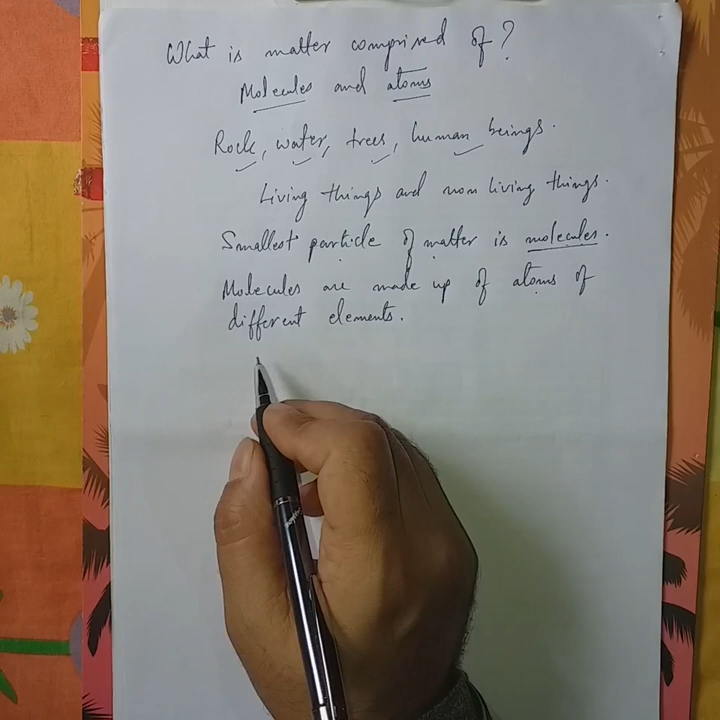 What is matter comprised of?
Molecules and atoms
Rock, water, trees, human beings.
Living things and non living things.
Smallest particle of matter is molecules.
Molecules are made up of atoms of
different elements.